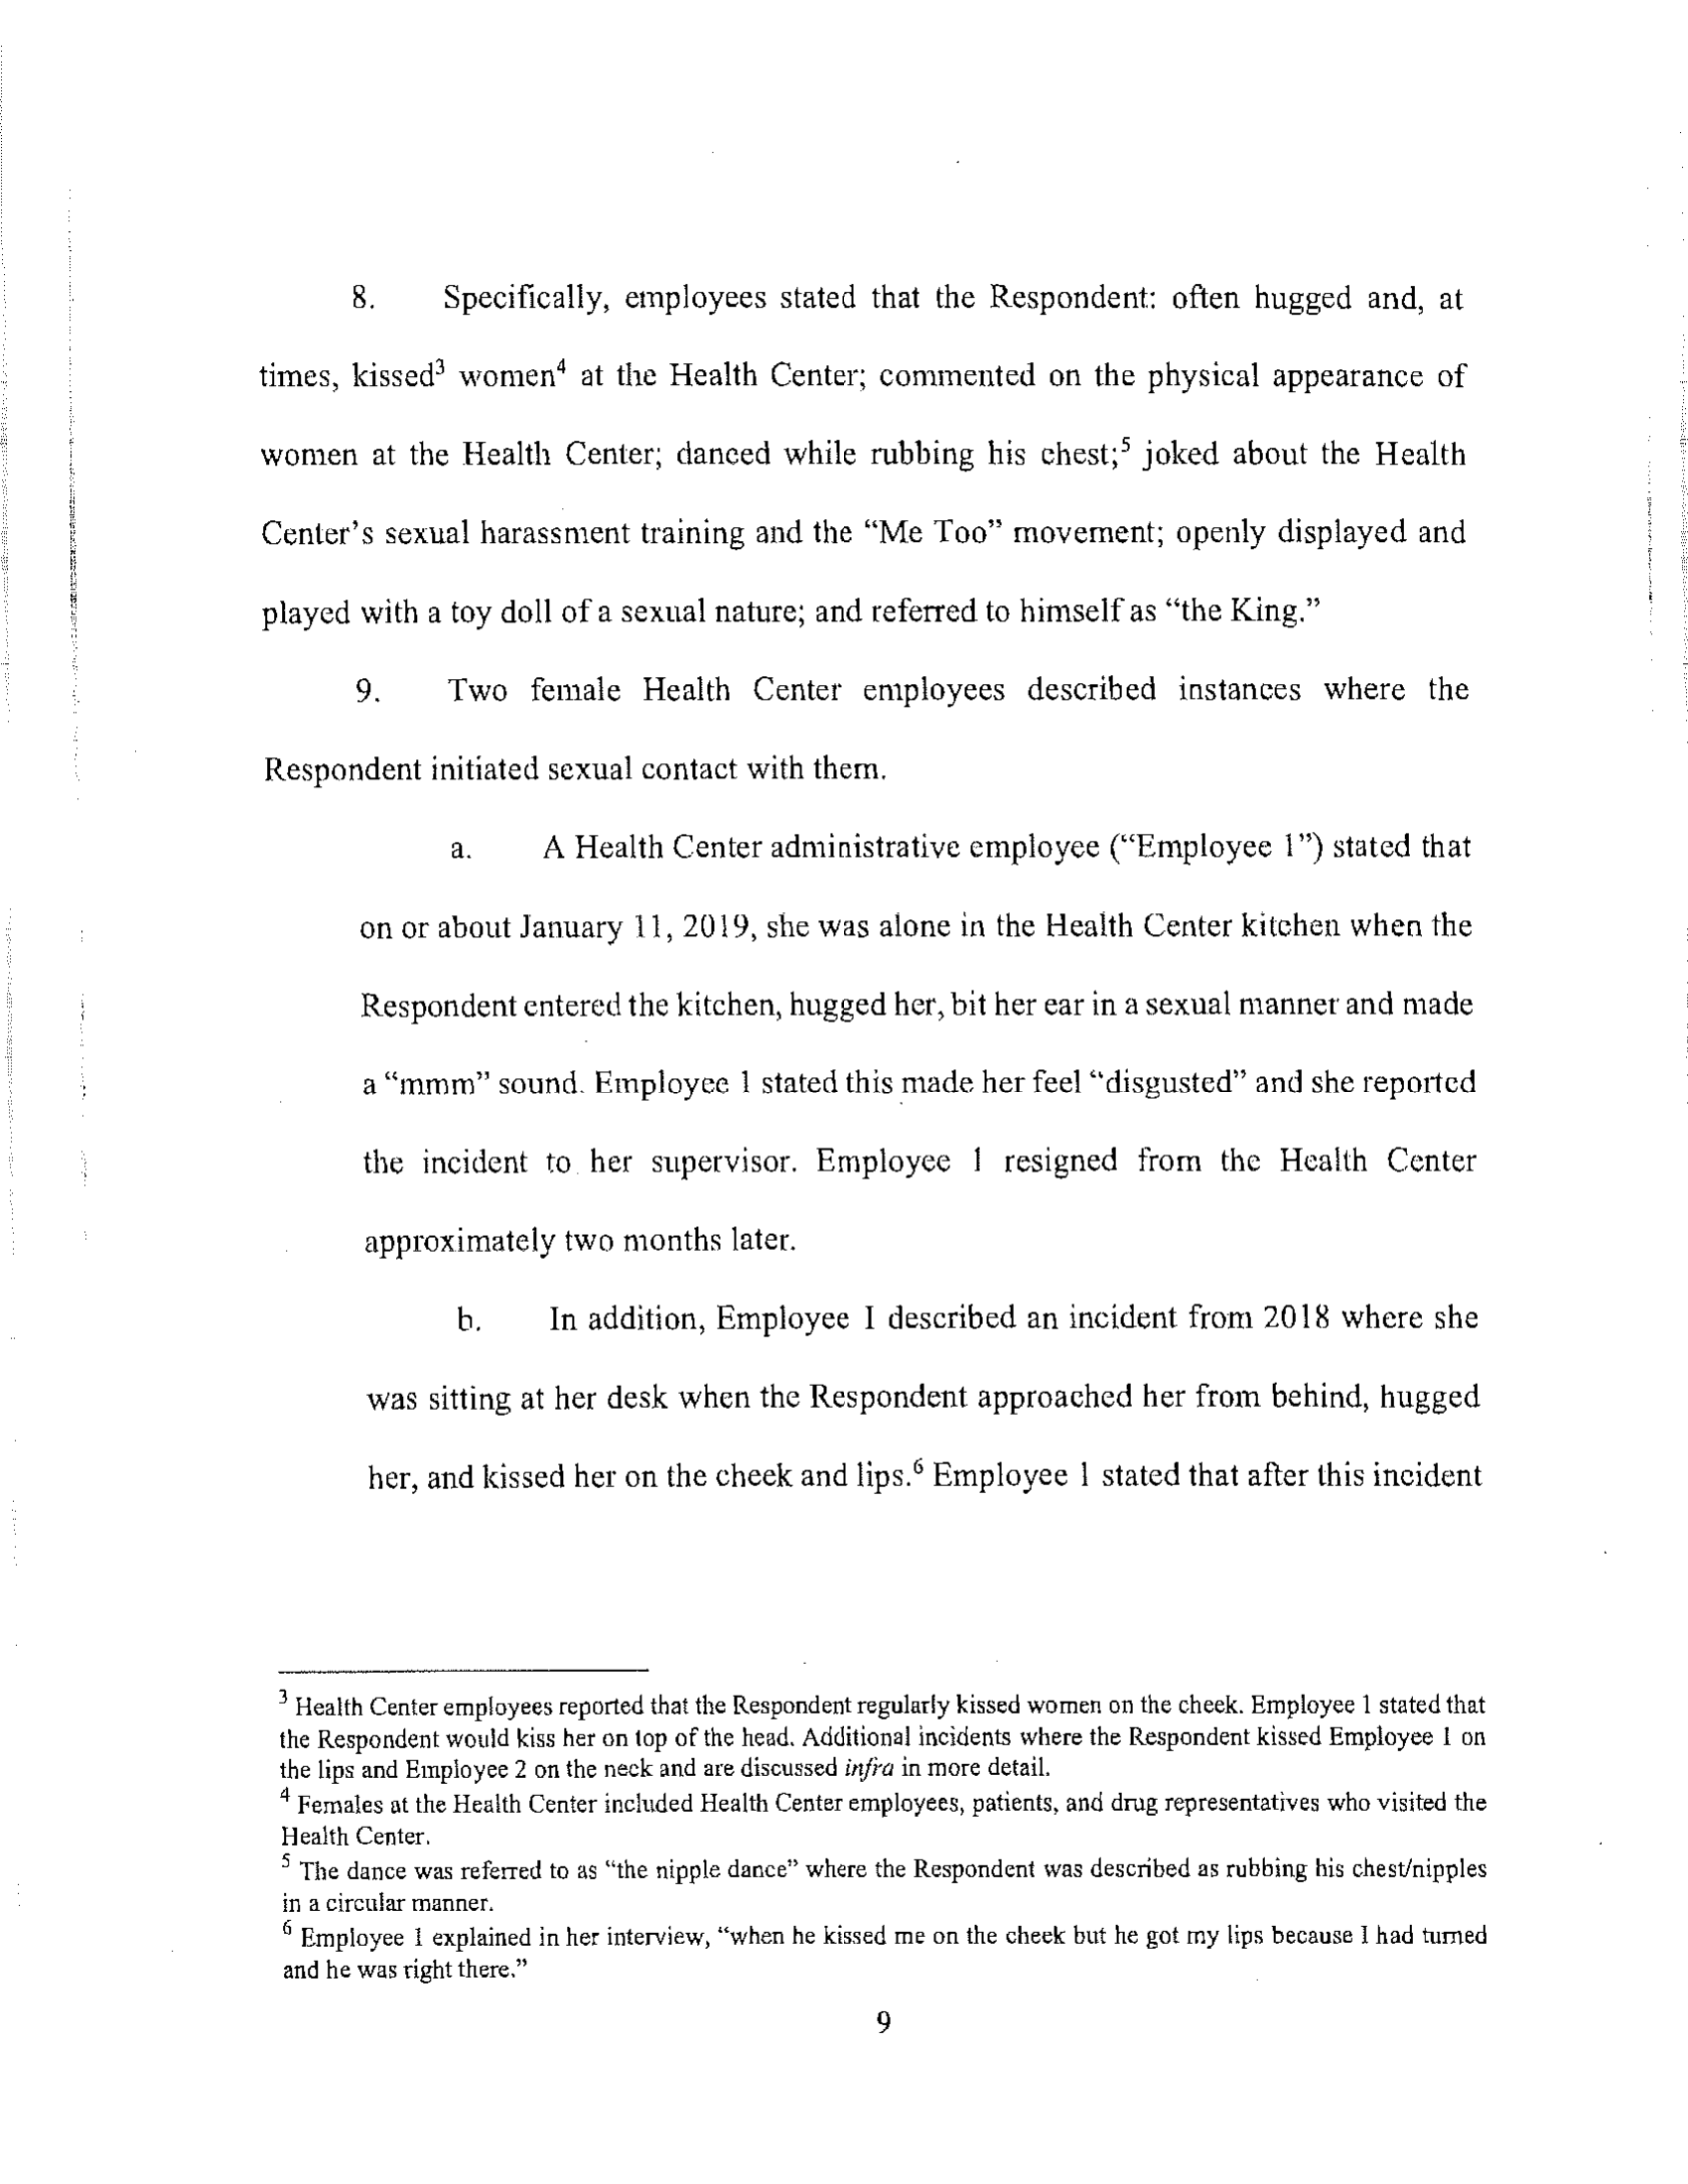 8. Specifically, employees stated that the Respondent: often hugged and, at
times, kissed³ women⁴ at the Health Center; commented on the physical appearance of
women at the Health Center; danced while rubbing his chest;⁵ joked about the Health
Center's sexual harassment training and the “Me Too” movement; openly displayed and
played with a toy doll of a sexual nature; and referred to himself as “the King.”
9. Two female Health Center employees described instances where the
Respondent initiated sexual contact with them.
a. A Health Center administrative employee (“Employee 1”) stated that
on or about January 11, 2019, she was alone in the Health Center kitchen when the
Respondent entered the kitchen, hugged her, bit her ear in a sexual manner and made
a “mmm” sound. Employee 1 stated this made her feel “disgusted” and she reported
the incident to her supervisor. Employee 1 resigned from the Health Center
approximately two months later.
b. In addition, Employee 1 described an incident from 2018 where she
was sitting at her desk when the Respondent approached her from behind, hugged
her, and kissed her on the cheek and lips.⁶ Employee 1 stated that after this incident
³ Health Center employees reported that the Respondent regularly kissed women on the cheek. Employee 1 stated that
the Respondent would kiss her on top of the head. Additional incidents where the Respondent kissed Employee 1 on
the lips and Employee 2 on the neck and are discussed infra in more detail.
⁴ Females at the Health Center included Health Center employees, patients, and drug representatives who visited the
Health Center.
⁵ The dance was referred to as “the nipple dance” where the Respondent was described as rubbing his chest/nipples
in a circular manner.
⁶ Employee 1 explained in her interview, “when he kissed me on the cheek but he got my lips because I had turned
and he was right there.”
9